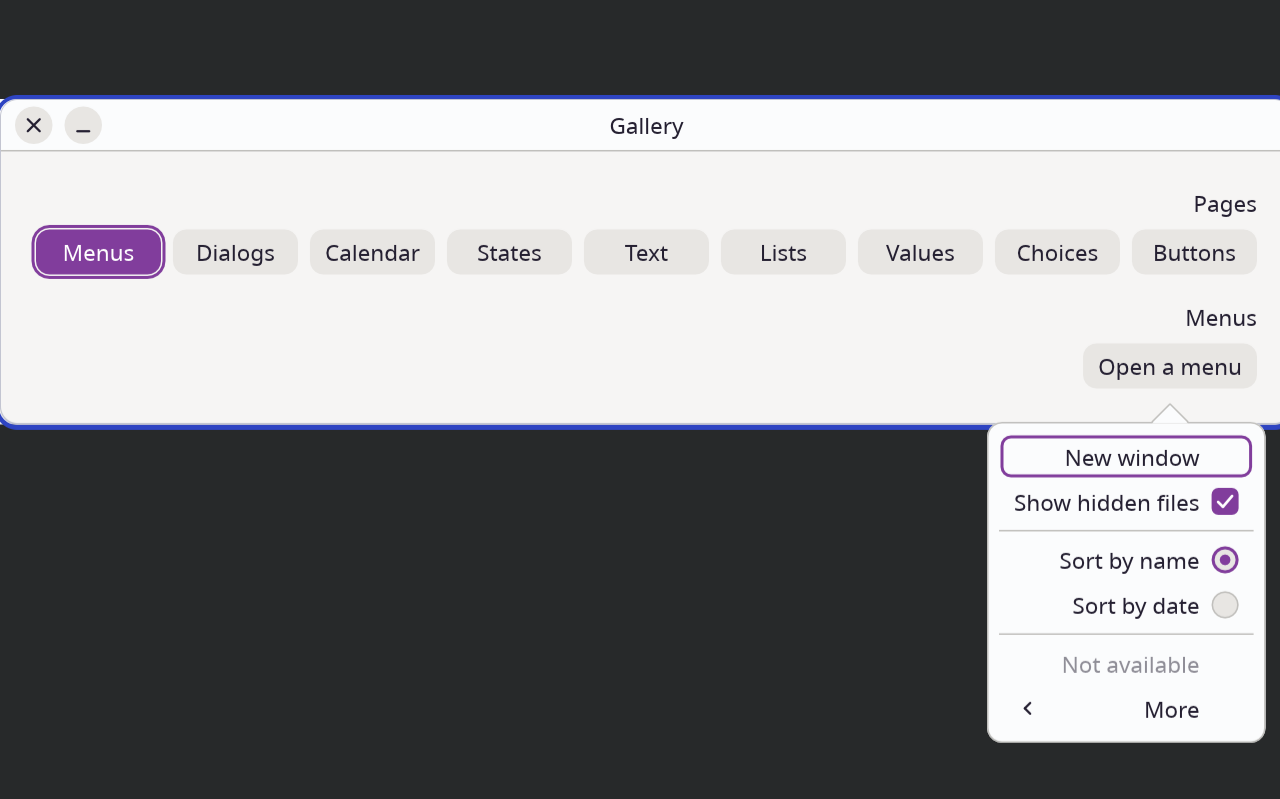 Gallery
Pages
Menus Dialogs Calendar States Text Lists Values Choices Buttons
Menus
Open a menu
New window
Show hidden files
Sort by name
Sort by date
Not available
More